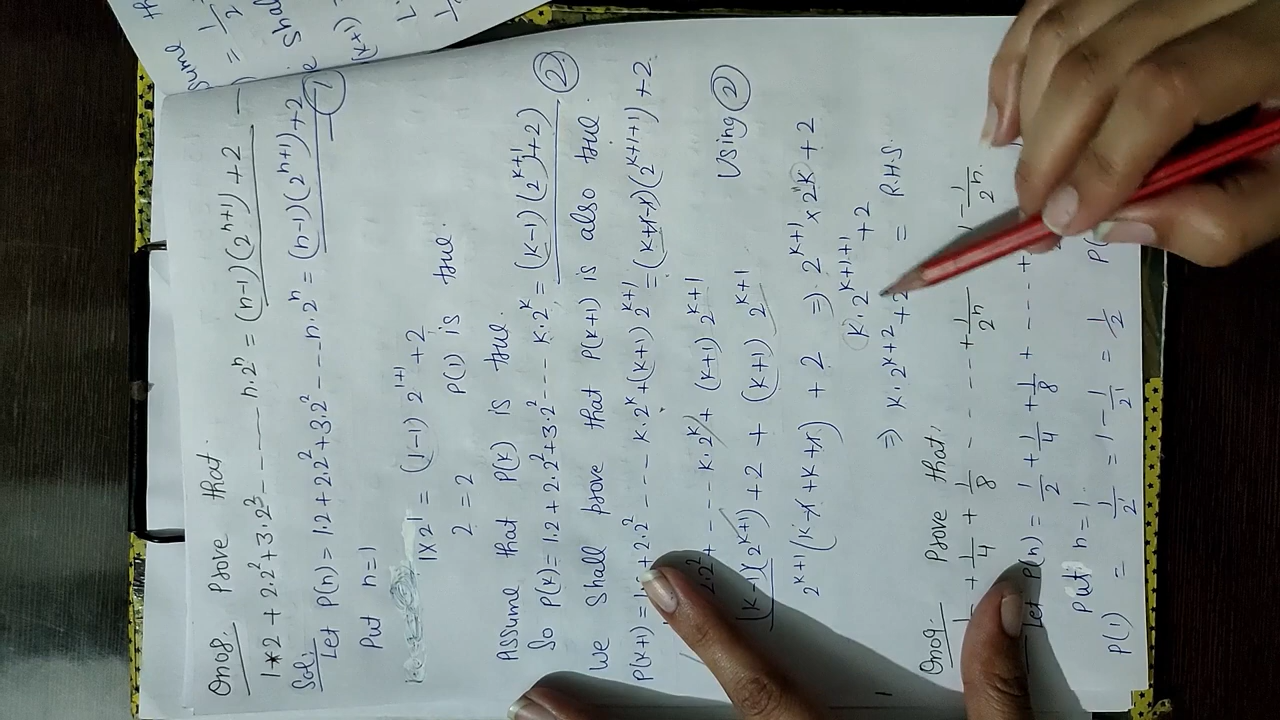 Qno8. Prove that.
1*2 + 2.2² + 3.2³ - - - - - - - n.2ⁿ = (n-1)(2ⁿ⁺¹) + 2 -
Sol:
Let P(n) = 1.2 + 2.2² + 3.2² - - - n.2ⁿ = (n-1)(2ⁿ⁺¹) + 2 - ①
Put n=1
1×2¹ = (1-1) 2¹⁺¹ + 2
2 = 2 P(1) is true.
Assume that P(k) is true.
So P(k) = 1.2 + 2.2² + 3.2² - - - - K.2ᵏ = (K-1)(2ᵏ⁺¹ + 2) ②
We shall prove that P(k+1) is also true.
P(k+1) = 1. + 2.2² - - - - K.2ᵏ + (k+1) 2ᵏ⁺¹ = (k+1-1)(2ᵏ⁺¹⁺¹) + 2.
2.2² + - - - - K.2ᵏ + (k+1) 2ᵏ⁺¹
(K-1)(2ᵏ⁺¹) + 2 + (k+1) 2ᵏ⁺¹ Using ②
2ᵏ⁺¹ (K-1 + K+1) + 2 ⇒ 2ᵏ⁺¹ × 2K + 2
K.2ᵏ⁺¹⁺¹ + 2
⇒ K.2ᵏ⁺² + 2 = R.H.S.
Qno9. Prove that:
+ 1/4 + 1/8 - - - - - + 1/2ⁿ 1 - 1/2ⁿ.
Let P(n) = 1/2 + 1/4 + 1/8 + - - - - +
Put n=1
P(1) = 1/2¹ = 1 - 1/2¹ = 1/2